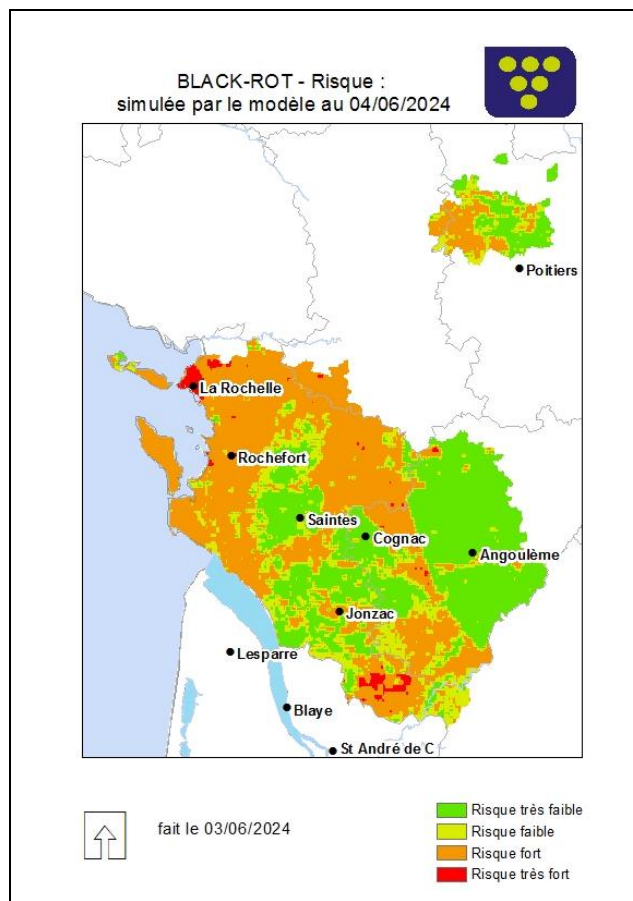 BLACK-ROT - Risque :
simulée par le modèle au 04/06/2024
Poitiers
La Rochelle
Rochefort
Saintes
Cognac
Angoulême
Jonzac
Lesparre
Blaye
St André de C
fait le 03/06/2024
Risque très faible
Risque faible
Risque fort
Risque très fort